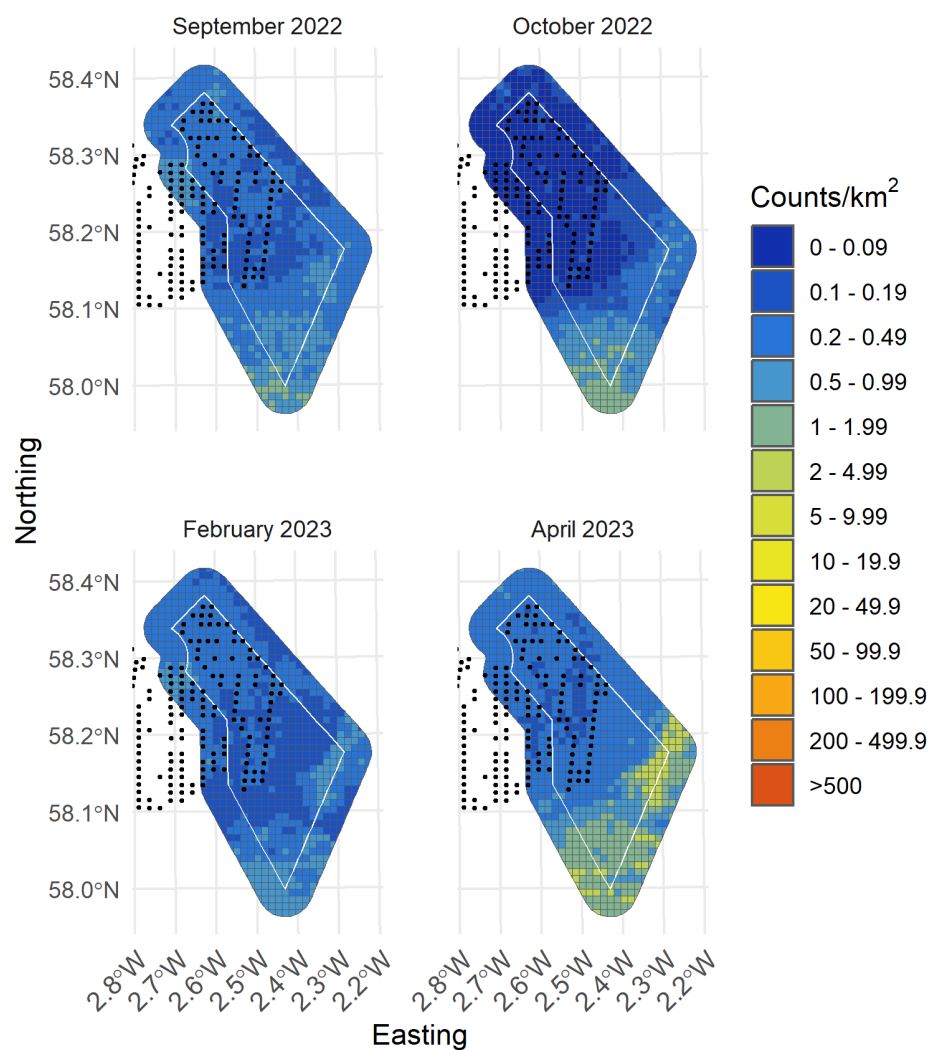 September 2022
October 2022
58.4°N
58.3°N
58.2°N
58.1°N
58.0°N
February 2023
April 2023
58.4°N
58.3°N
58.2°N
58.1°N
58.0°N
2.8°W
2.7°W
2.6°W
2.5°W
2.4°W
2.3°W
2.2°W
2.8°W
2.7°W
2.6°W
2.5°W
2.4°W
2.3°W
2.2°W
Northing
Easting
Counts/km²
0 - 0.09
0.1 - 0.19
0.2 - 0.49
0.5 - 0.99
1 - 1.99
2 - 4.99
5 - 9.99
10 - 19.9
20 - 49.9
50 - 99.9
100 - 199.9
200 - 499.9
>500